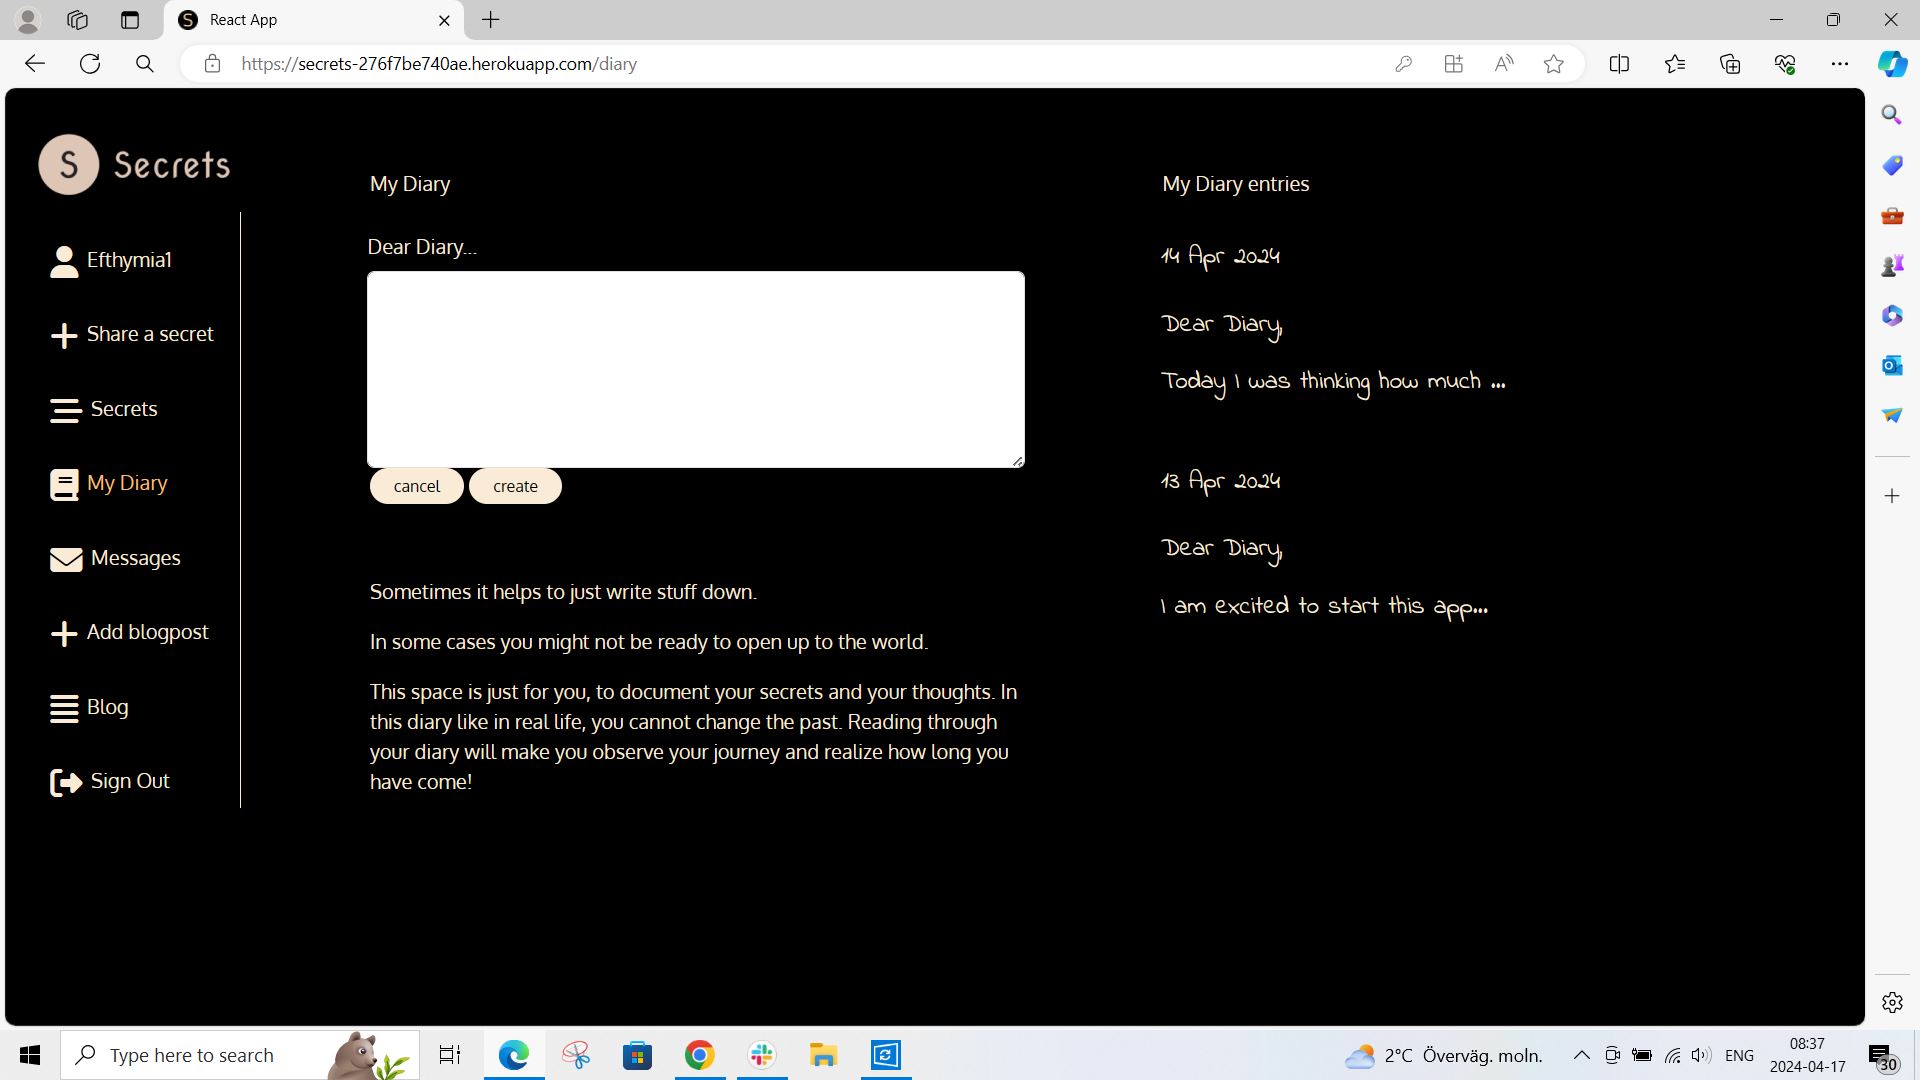 React App
https://secrets-276f7be740ae.herokuapp.com/diary
S Secrets
Efthymia1
Share a secret
Secrets
My Diary
Messages
Add blogpost
Blog
Sign Out
My Diary
Dear Diary...
cancel
create
Sometimes it helps to just write stuff down.
In some cases you might not be ready to open up to the world.
This space is just for you, to document your secrets and your thoughts. In
this diary like in real life, you cannot change the past. Reading through
your diary will make you observe your journey and realize how long you
have come!
My Diary entries
14 Apr 2024
Dear Diary,
Today I was thinking how much ...
13 Apr 2024
Dear Diary,
I am excited to start this app...
Type here to search
2°C Överväg. moln.
ENG
08:37
2024-04-17
30